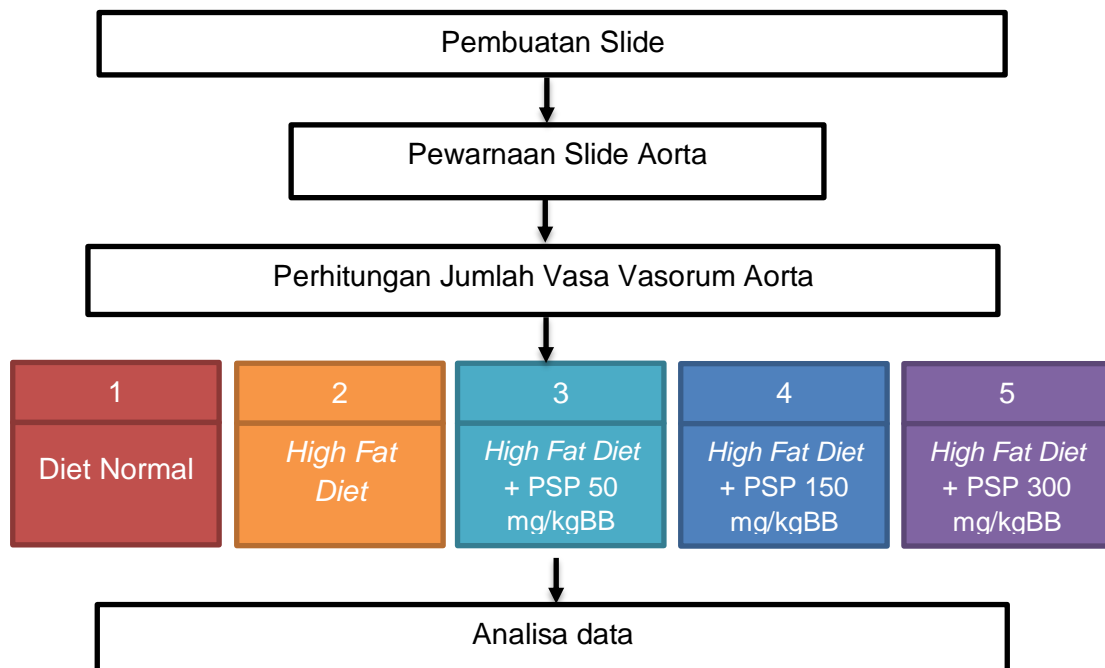 Pembuatan Slide
Pewarnaan Slide Aorta
Perhitungan Jumlah Vasa Vasorum Aorta
1
Diet Normal
2
High Fat
Diet
3
High Fat Diet
+ PSP 50
mg/kgBB
4
High Fat Diet
+ PSP 150
mg/kgBB
5
High Fat Diet
+ PSP 300
mg/kgBB
Analisa data